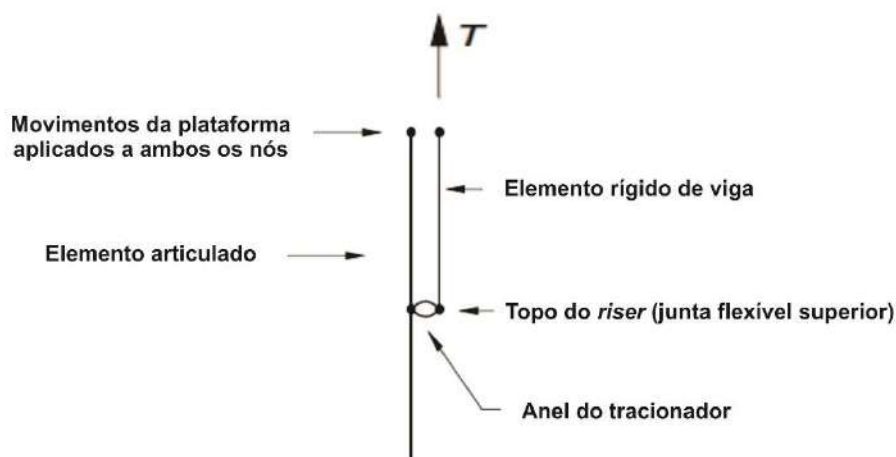 T
Movimentos da plataforma
aplicados a ambos os nós
Elemento rígido de viga
Elemento articulado
Topo do riser (junta flexível superior)
Anel do tracionador